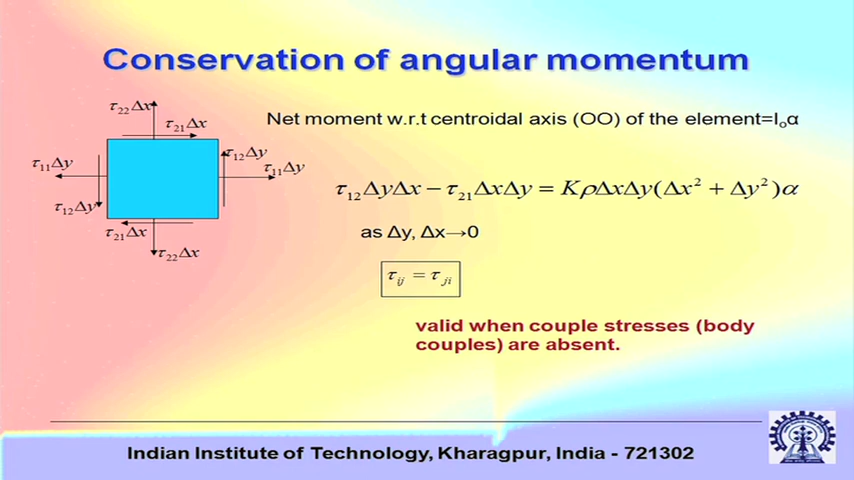 Conservation of angular momentum
τ22Δx
τ21Δx
Net moment w.r.t centroidal axis (OO) of the element=Ioα
τ11Δy
τ12Δy
τ11Δy
τ12ΔyΔx − τ21ΔxΔy = KρΔxΔy(Δx² + Δy²)α
τ12Δy
τ21Δx
as Δy, Δx→0
τ22Δx
τij = τji
valid when couple stresses (body
couples) are absent.
Indian Institute of Technology, Kharagpur, India - 721302